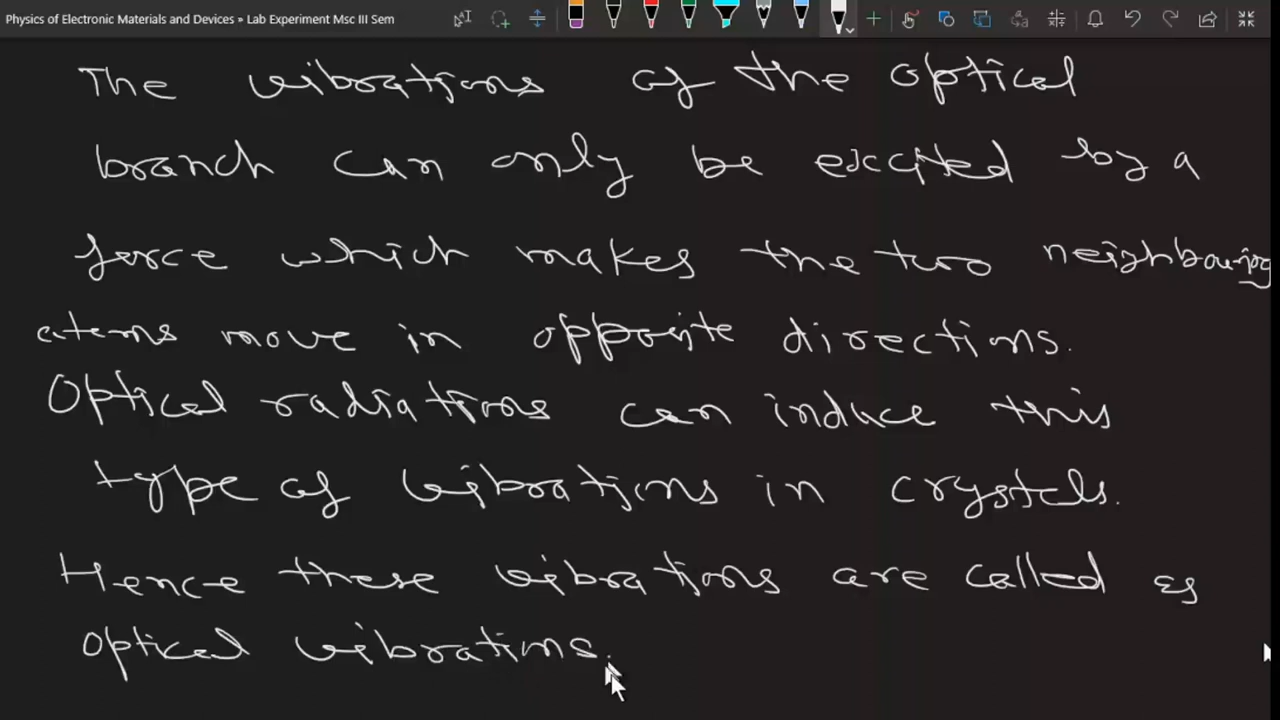 Physics of Electronic Materials and Devices » Lab Experiment Msc III Sem
The vibrations of the optical
branch can only be excited by a
force which makes the two neighbouring
atoms move in opposite directions.
Optical radiations can induce this
type of vibrations in crystals.
Hence these vibrations are called as
optical vibrations.